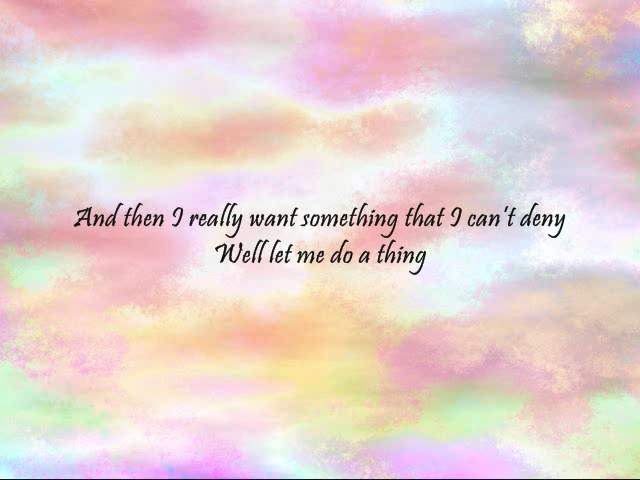 And then I really want something that I can't deny
Well let me do a thing